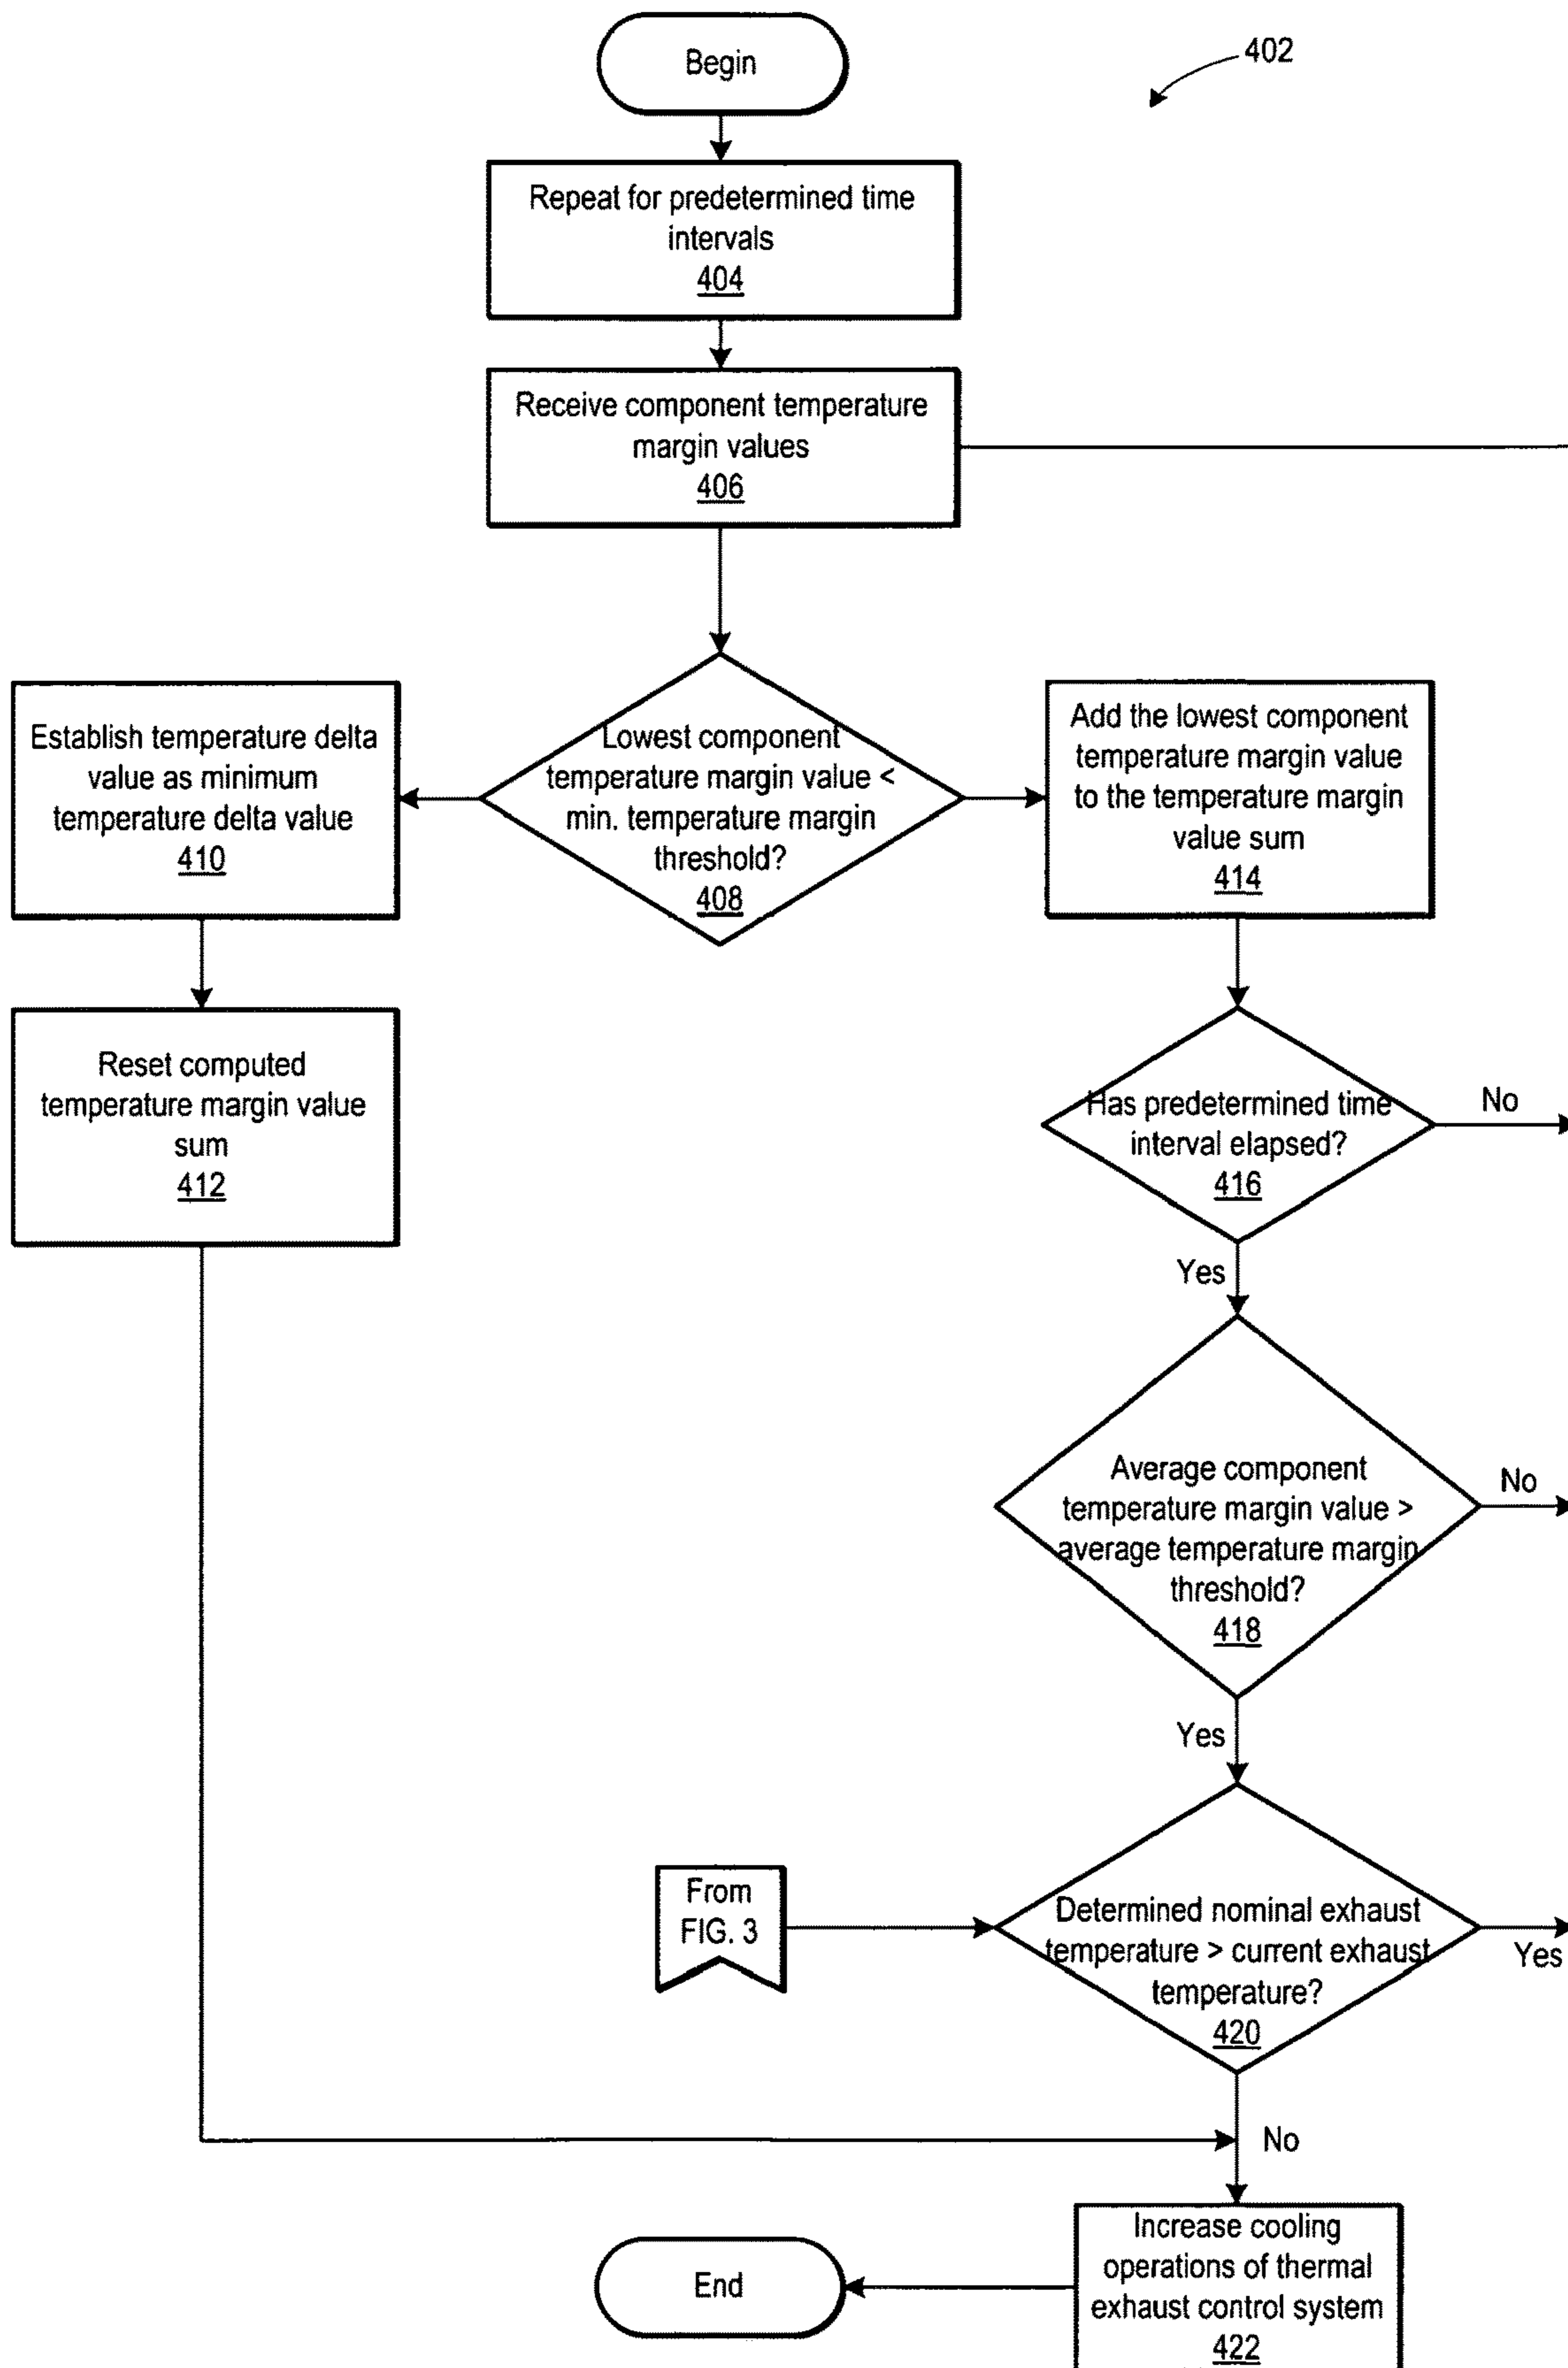 Begin
402
Repeat for predetermined time
intervals
404
Receive component temperature
margin values
406
Establish temperature delta
value as minimum
temperature delta value
410
Lowest component
temperature margin value <
min. temperature margin
threshold?
408
Add the lowest component
temperature margin value
to the temperature margin
value sum
414
Reset computed
temperature margin value
sum
412
Has predetermined time
interval elapsed?
416
No
Yes
Average component
temperature margin value >
average temperature margin
threshold?
418
No
Yes
From
FIG. 3
Determined nominal exhaust
temperature > current exhaust
temperature?
420
Yes
No
Increase cooling
operations of thermal
exhaust control system
422
End